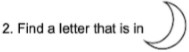 2. Find a letter that is in